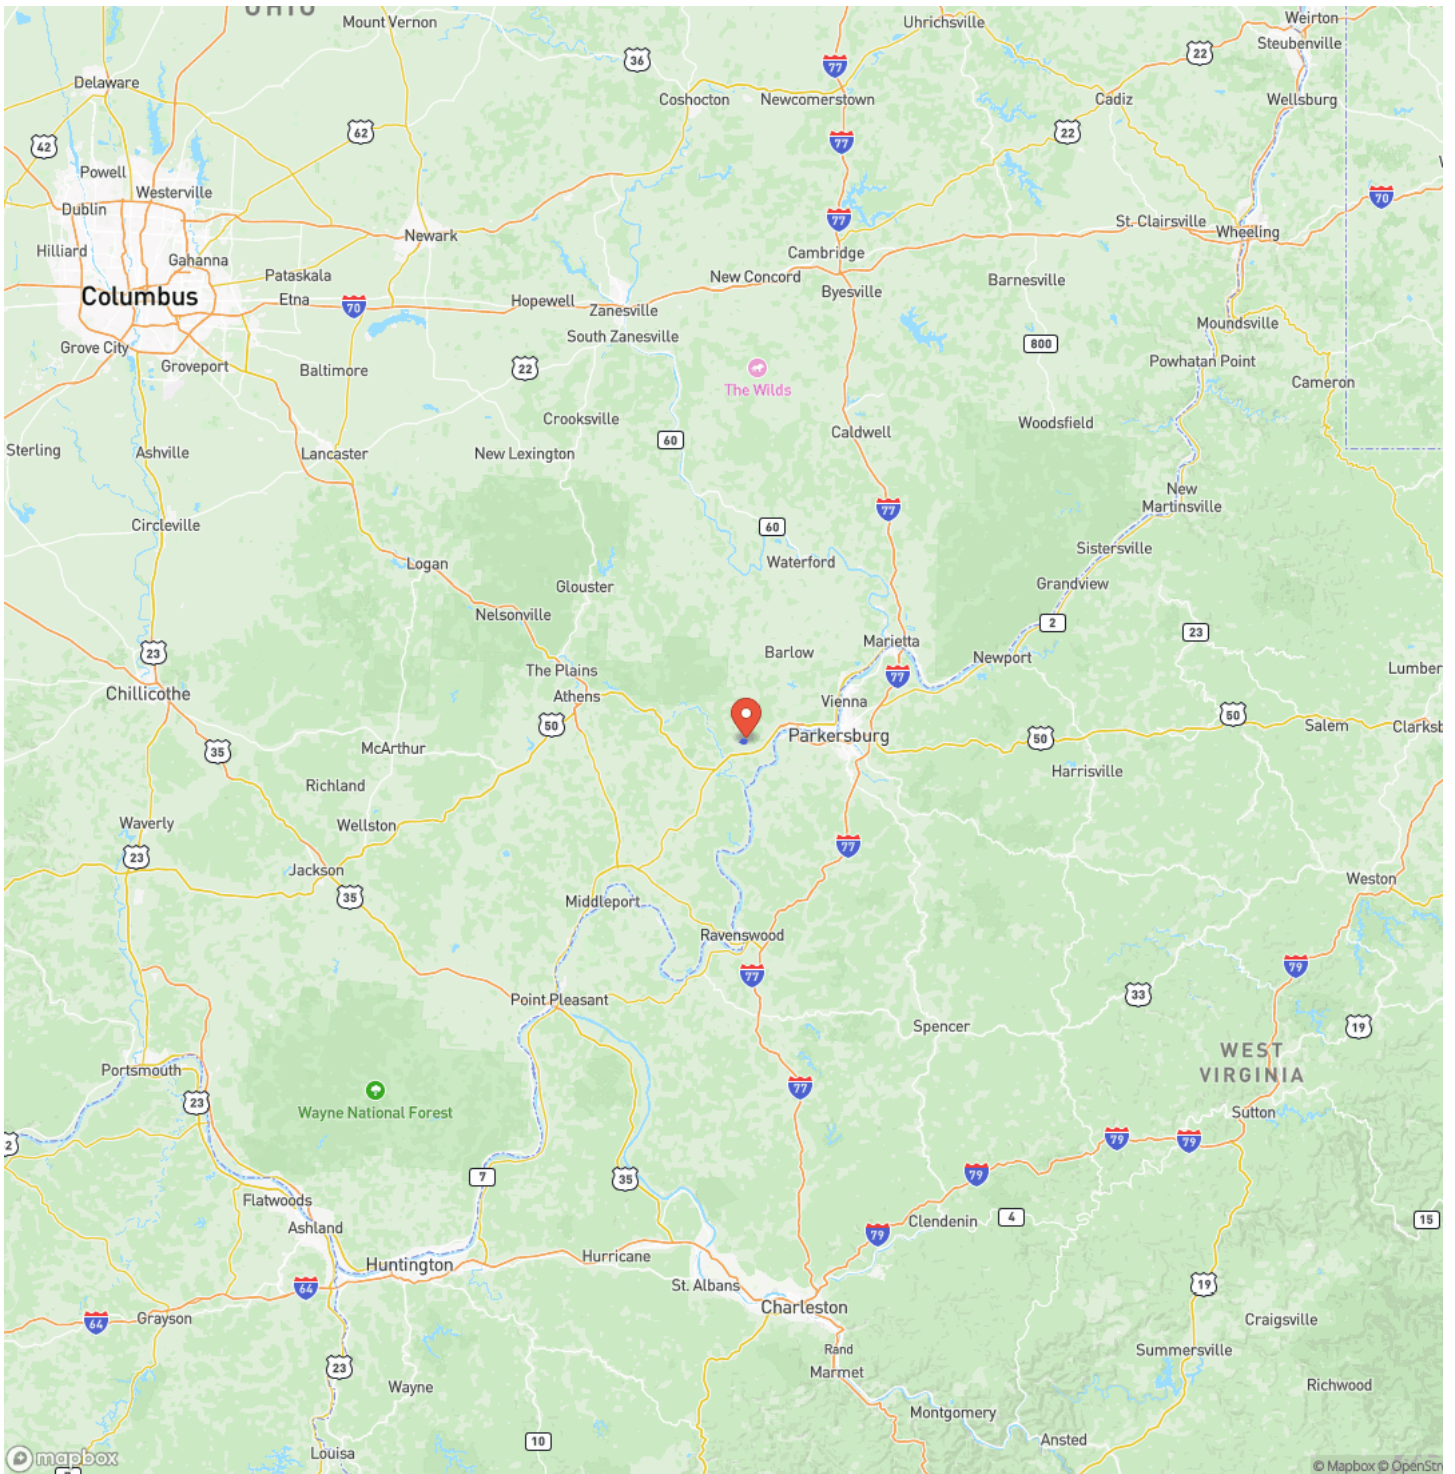 OHIO
Mount Vernon
Uhrichsville
Weirton
Steubenville
22
36
77
Delaware
Coshocton
Newcomerstown
Cadiz
Wellsburg
42
62
77
22
Powell
Westerville
Dublin
77
70
St. Clairsville
Wheeling
Newark
Hilliard
Gahanna
Cambridge
Pataskala
New Concord
Barnesville
Columbus
Etna
70
Hopewell
Zanesville
Byesville
South Zanesville
Moundsville
Grove City
800
Groveport
Baltimore
22
The Wilds
Powhatan Point
Cameron
Crooksville
Woodsfield
60
Caldwell
Sterling
Ashville
Lancaster
New Lexington
New
Martinsville
77
Circleville
60
Sistersville
Logan
Waterford
Glouster
Grandview
Nelsonville
2
23
23
Marietta
Barlow
Newport
The Plains
77
Lumber
Chillicothe
Athens
Vienna
50
50
Salem
Clarksb
35
McArthur
Parkersburg
50
Harrisville
Richland
Waverly
Wellston
77
23
Jackson
35
Weston
Middleport
Ravenswood
77
79
Point Pleasant
33
Spencer
19
WEST
VIRGINIA
Portsmouth
77
23
Wayne National Forest
Sutton
2
79
79
7
35
79
Flatwoods
Ashland
Clendenin
4
15
79
Huntington
Hurricane
64
St. Albans
19
Charleston
64
Grayson
Craigsville
Rand
Summersville
23
Marmet
Wayne
Richwood
Montgomery
10
Ansted
Louisa
mapbox
© Mapbox © OpenStr